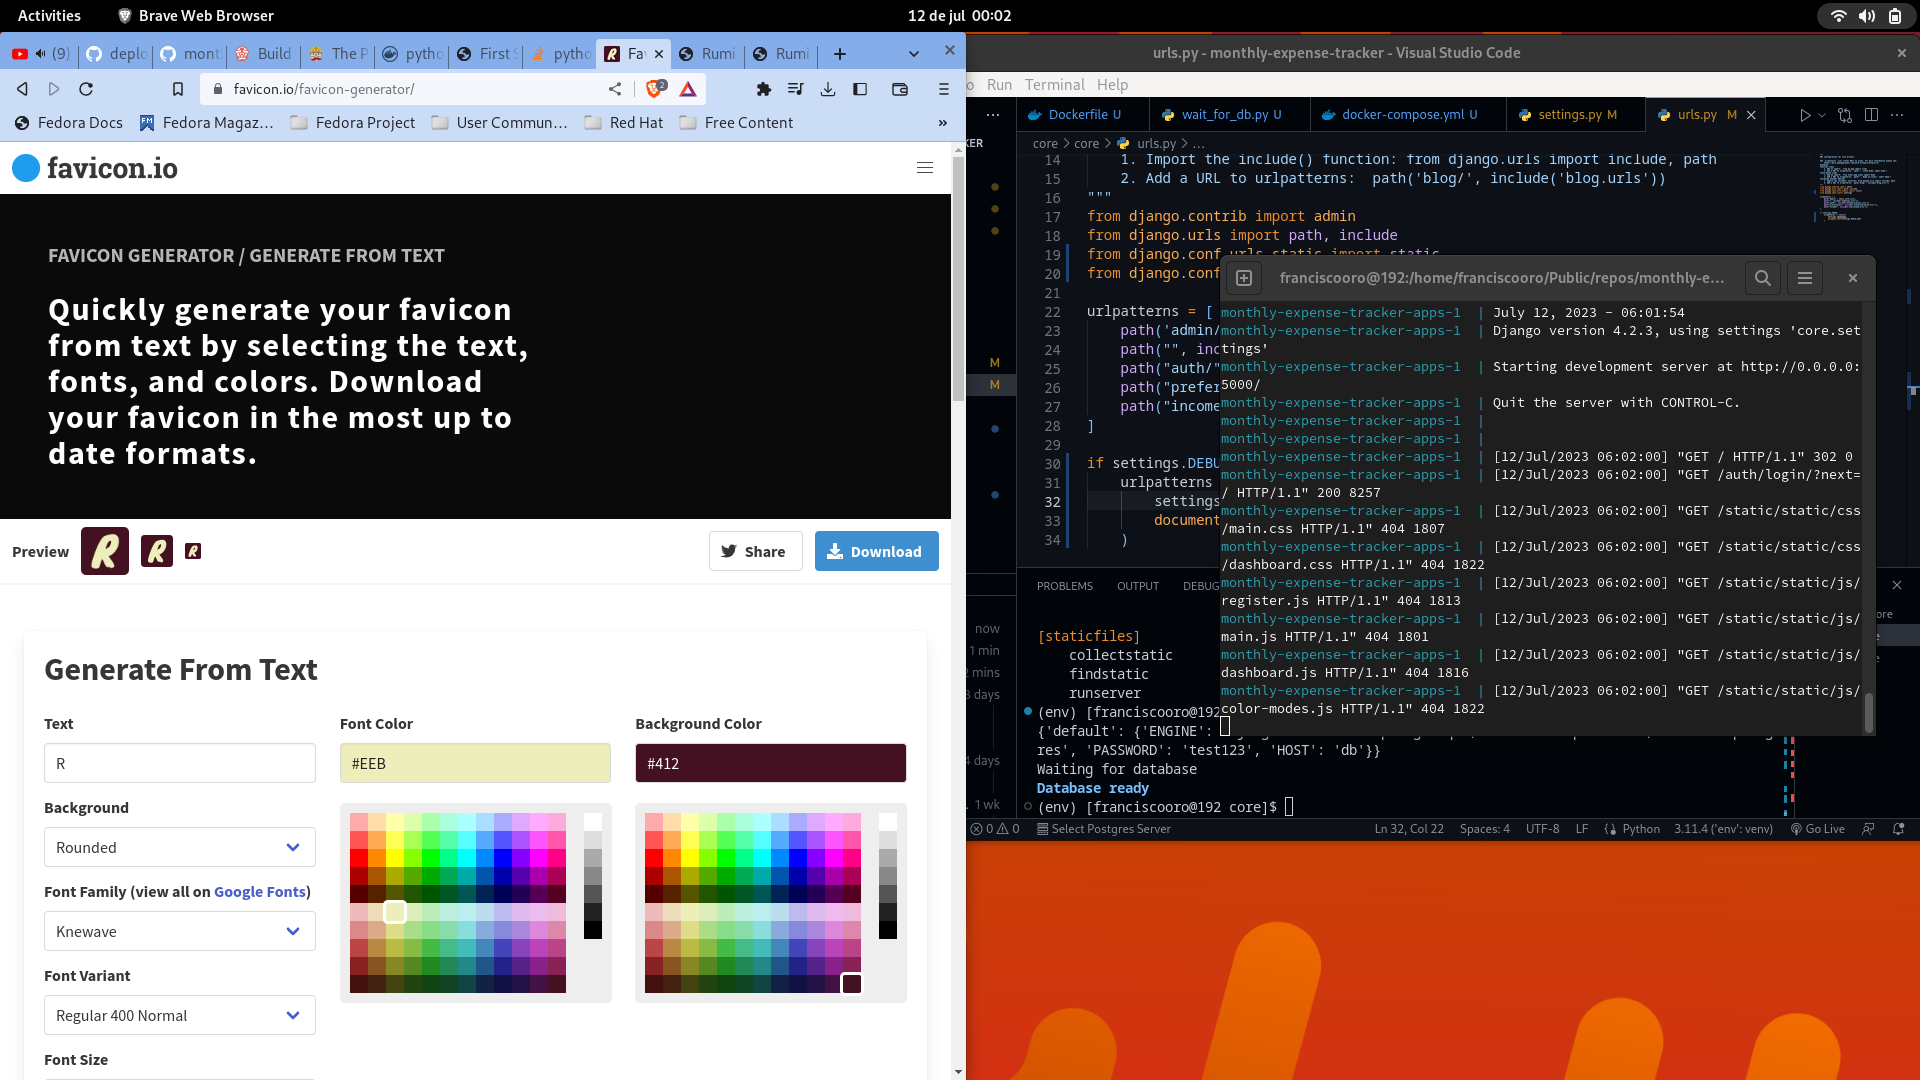 Activities
Brave Web Browser
12 de jul 00:02
(9)
deplo
mont
Build
The P
pytho
First S
pytho
Fa
Rumi
Rumi
favicon.io/favicon-generator/
2
Fedora Docs
Fedora Magaz...
Fedora Project
User Commun...
Red Hat
Free Content
»
favicon.io
FAVICON GENERATOR / GENERATE FROM TEXT
Quickly generate your favicon
from text by selecting the text,
fonts, and colors. Download
your favicon in the most up to
date formats.
Preview
R
R
R
Share
Download
Generate From Text
Text
Font Color
Background Color
R
#EEB
#412
Background
Rounded
Font Family (view all on Google Fonts)
Knewave
Font Variant
Regular 400 Normal
Font Size
urls.py - monthly-expense-tracker - Visual Studio Code
o
Run
Terminal
Help
Dockerfile U
wait_for_db.py U
docker-compose.yml U
settings.py M
urls.py M
KER
core > core > urls.py > ...
14 1. Import the include() function: from django.urls import include, path
15 2. Add a URL to urlpatterns: path('blog/', include('blog.urls'))
16 """
17 from django.contrib import admin
18 from django.urls import path, include
19 from django.conf.urls.static import static
20 from django.conf
21
22 urlpatterns = [
23 path('admin/
24 path("", inc
25 path("auth/"
26 path("prefer
27 path("income
28 ]
29
30 if settings.DEBU
31 urlpatterns
32 settings
33 document
34 )
M
M
franciscooro@192:/home/franciscooro/Public/repos/monthly-e...
monthly-expense-tracker-apps-1 | July 12, 2023 - 06:01:54
monthly-expense-tracker-apps-1 | Django version 4.2.3, using settings 'core.set
tings'
monthly-expense-tracker-apps-1 | Starting development server at http://0.0.0.0:
5000/
monthly-expense-tracker-apps-1 | Quit the server with CONTROL-C.
monthly-expense-tracker-apps-1 |
monthly-expense-tracker-apps-1 |
monthly-expense-tracker-apps-1 | [12/Jul/2023 06:02:00] "GET / HTTP/1.1" 302 0
monthly-expense-tracker-apps-1 | [12/Jul/2023 06:02:00] "GET /auth/login/?next=
/ HTTP/1.1" 200 8257
monthly-expense-tracker-apps-1 | [12/Jul/2023 06:02:00] "GET /static/static/css
/main.css HTTP/1.1" 404 1807
monthly-expense-tracker-apps-1 | [12/Jul/2023 06:02:00] "GET /static/static/css
/dashboard.css HTTP/1.1" 404 1822
monthly-expense-tracker-apps-1 | [12/Jul/2023 06:02:00] "GET /static/static/js/
register.js HTTP/1.1" 404 1813
monthly-expense-tracker-apps-1 | [12/Jul/2023 06:02:00] "GET /static/static/js/
main.js HTTP/1.1" 404 1801
monthly-expense-tracker-apps-1 | [12/Jul/2023 06:02:00] "GET /static/static/js/
dashboard.js HTTP/1.1" 404 1816
monthly-expense-tracker-apps-1 | [12/Jul/2023 06:02:00] "GET /static/static/js/
color-modes.js HTTP/1.1" 404 1822
PROBLEMS
OUTPUT
DEBUG
now
1 min
2 mins
3 days
4 days
1 wk
ore
e
e
[staticfiles]
collectstatic
findstatic
runserver
(env) [franciscooro@192
{'default': {'ENGINE':
res', 'PASSWORD': 'test123', 'HOST': 'db'}}
Waiting for database
Database ready
(env) [franciscooro@192 core]$
0 0
Select Postgres Server
Ln 32, Col 22
Spaces: 4
UTF-8
LF
Python
3.11.4 ('env': venv)
Go Live